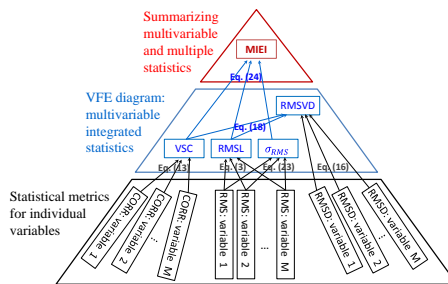 Summarizing
multivariable
and multiple
statistics
MIEI
Eq. (24)
VFE diagram:
multivariable
integrated
statistics
RMSVD
Eq. (18)
VSC
RMSL
σRMS
Eq. (13)
Eq. (3)
Eq. (23)
Eq. (16)
Statistical metrics
for individual
variables
CORR: variable 1
CORR: variable 2
...
CORR: variable M
RMS: variable 1
RMS: variable 2
...
RMS: variable M
RMSD: variable 1
RMSD: variable 2
...
RMSD: variable M